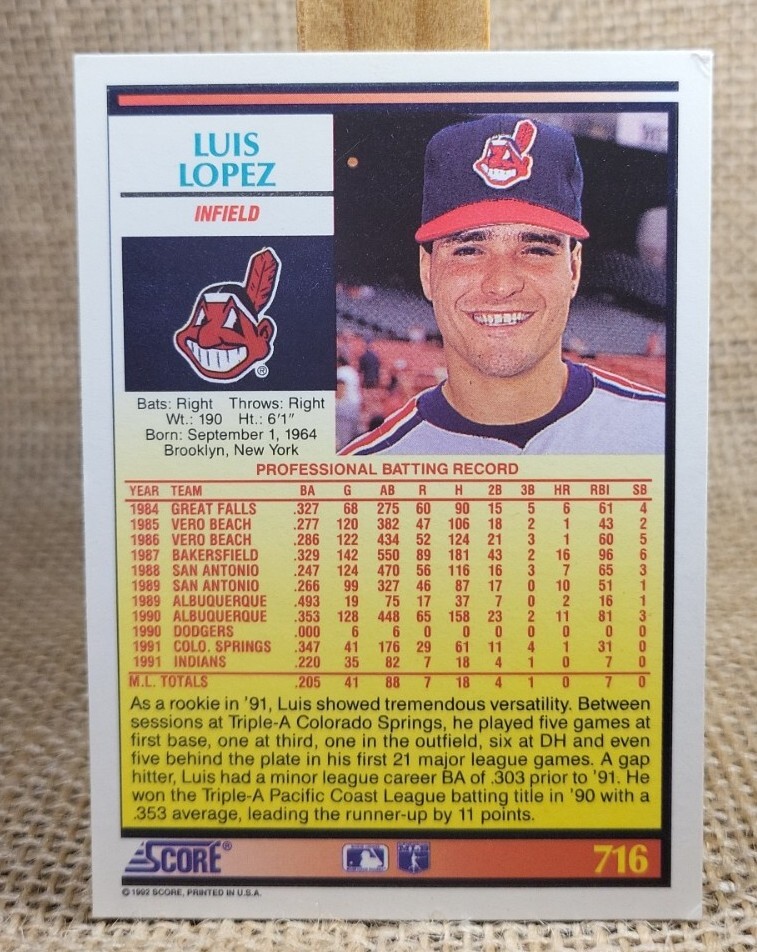 LUIS
LOPEZ
INFIELD
®
Bats: Right Throws: Right
Wt.: 190 Ht.: 6'1"
Born: September 1, 1964
Brooklyn, New York
PROFESSIONAL BATTING RECORD
YEAR TEAM BA G AB R H 2B 3B HR RBI SB
1984 GREAT FALLS .327 68 275 60 90 15 5 6 61 4
1985 VERO BEACH .277 120 382 47 106 18 2 1 43 2
1986 VERO BEACH .286 122 434 52 124 21 3 1 60 5
1987 BAKERSFIELD .329 142 550 89 181 43 2 16 96 6
1988 SAN ANTONIO .247 124 470 56 116 16 3 7 65 3
1989 SAN ANTONIO .266 99 327 46 87 17 0 10 51 1
1989 ALBUQUERQUE .493 19 75 17 37 7 0 2 16 1
1990 ALBUQUERQUE .353 128 448 65 158 23 2 11 81 3
1990 DODGERS .000 6 6 0 0 0 0 0 0 0
1991 COLO. SPRINGS .347 41 176 29 61 11 4 1 31 0
1991 INDIANS .220 35 82 7 18 4 1 0 7 0
M.L. TOTALS .205 41 88 7 18 4 1 0 7 0
As a rookie in '91, Luis showed tremendous versatility. Between
sessions at Triple-A Colorado Springs, he played five games at
first base, one at third, one in the outfield, six at DH and even
five behind the plate in his first 21 major league games. A gap
hitter, Luis had a minor league career BA of .303 prior to '91. He
won the Triple-A Pacific Coast League batting title in '90 with a
.353 average, leading the runner-up by 11 points.
SCORE® 716
© 1992 SCORE, PRINTED IN U.S.A.